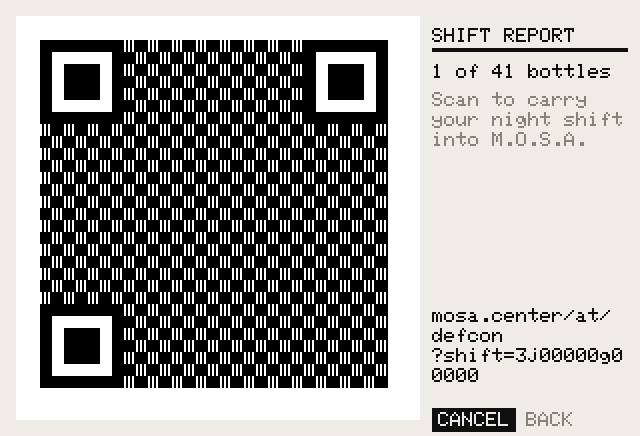 SHIFT REPORT
1 of 41 bottles
Scan to carry
your night shift
into M.O.S.A.
mosa.center/at/
defcon
?shift=3J00000g0
0000
CANCEL BACK